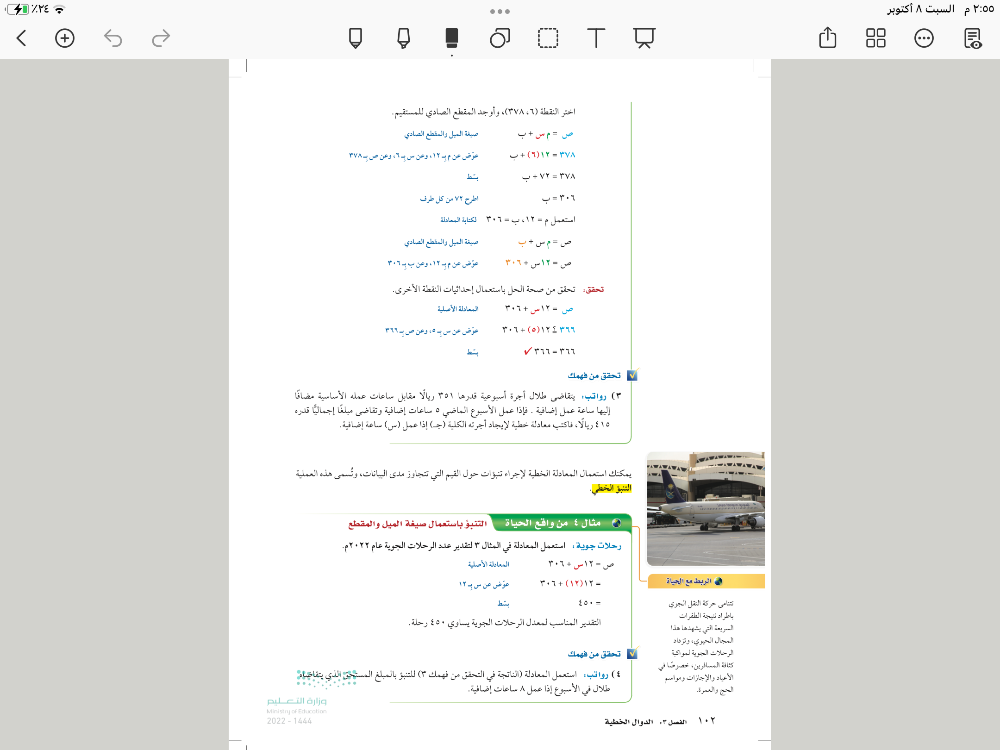 ٢:٥٥ م السبت ٨ أكتوبر
٪٢٤
اختر النقطة (٦، ٣٧٨)، وأوجد المقطع الصادي للمستقيم.
ص = م س + ب صيغة الميل والمقطع الصادي
٣٧٨ = ١٢(٦) + ب عوّض عن م بِـ ١٢، وعن س بِـ ٦، وعن ص بِـ ٣٧٨
٣٧٨ = ٧٢ + ب بسّط
٣٠٦ = ب اطرح ٧٢ من كل طرف
استعمل م = ١٢، ب = ٣٠٦ لكتابة المعادلة
ص = م س + ب صيغة الميل والمقطع الصادي
ص = ١٢س + ٣٠٦ عوّض عن م بِـ ١٢، وعن ب بِـ ٣٠٦
تحقق: تحقق من صحة الحل باستعمال إحداثيات النقطة الأخرى.
ص = ١٢س + ٣٠٦ المعادلة الأصلية
٣٦٦ ≟ ١٢(٥) + ٣٠٦ عوّض عن س بِـ ٥، وعن ص بِـ ٣٦٦
٣٦٦ = ٣٦٦ ✓ بسّط
تحقق من فهمك
٣) رواتب: يتقاضى طلال أجرة أسبوعية قدرها ٣٥١ ريالًا مقابل ساعات عمله الأساسية مضافًا
إليها ساعة عمل إضافية . فإذا عمل الأسبوع الماضي ٥ ساعات إضافية وتقاضى مبلغًا إجماليًّا قدره
٤١٥ ريالًا، فاكتب معادلة خطية لإيجاد أجرته الكلية (جـ) إذا عمل (س) ساعة إضافية.
يمكنك استعمال المعادلة الخطية لإجراء تنبؤات حول القيم التي تتجاوز مدى البيانات، وتُسمى هذه العملية
التنبؤ الخطي.
مثال ٤ من واقع الحياة التنبؤ باستعمال صيغة الميل والمقطع
رحلات جوية: استعمل المعادلة في المثال ٣ لتقدير عدد الرحلات الجوية عام ٢٠٢٢م.
ص = ١٢س + ٣٠٦ المعادلة الأصلية
= ١٢(١٢) + ٣٠٦ عوّض عن س بِـ ١٢
= ٤٥٠ بسّط
التقدير المناسب لمعدل الرحلات الجوية يساوي ٤٥٠ رحلة.
تحقق من فهمك
٤) رواتب: استعمل المعادلة (الناتجة في التحقق من فهمك ٣) للتنبؤ بالمبلغ المستحق الذي يتقاضاه
طلال في الأسبوع إذا عمل ٨ ساعات إضافية.
الربط مع الحياة
تتنامى حركة النقل الجوي
باطراد نتيجة الطفرات
السريعة التي يشهدها هذا
المجال الحيوي، وتزداد
الرحلات الجوية لمواكبة
كثافة المسافرين، خصوصًا في
الأعياد والإجازات ومواسم
الحج والعمرة.
وزارة التعليم
Ministry of Education
2022 - 1444
١٠٢ الفصل ٣: الدوال الخطية